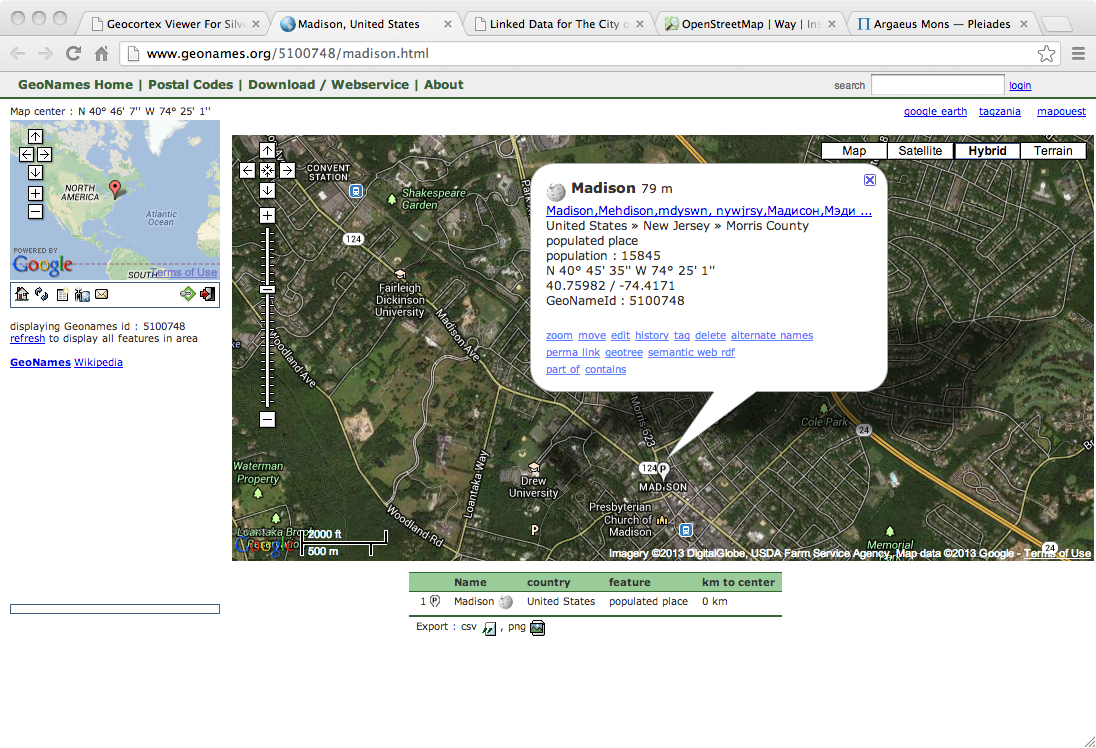 Geocortex Viewer For Silve
Madison, United States
Linked Data for The City o
OpenStreetMap | Way | Ins
Argaeus Mons — Pleiades
www.geonames.org/5100748/madison.html
GeoNames Home | Postal Codes | Download / Webservice | About
search
login
Map center : N 40° 46' 7'' W 74° 25' 1''
google earth tagzania mapquest
NORTH
AMERICA
Atlantic
Ocean
POWERED BY
Google
SOUTH
Terms of Use
displaying Geonames id : 5100748
refresh to display all features in area
GeoNames Wikipedia
Map Satellite Hybrid Terrain
CONVENT
STATION
Shakespeare
Garden
124
Fairleigh
Dickinson
University
Madison Ave
Woodland Ave
Madison 79 m
Madison,Mehdison,mdyswn, nywjrsy,Мадисон,Мэди ...
United States » New Jersey » Morris County
populated place
population : 15845
N 40° 45' 35'' W 74° 25' 1''
40.75982 / -74.4171
GeoNameId : 5100748
zoom move edit history tag delete alternate names
perma link geotree semantic web rdf
part of contains
Morris 623
Cole Park
24
Waterman
Property
Loantaka Way
Drew
University
124 P
MADISON
Woodland Rd
P
Presbyterian
Church of
Madison
Loantaka Bro
Memorial
24
Google
2000 ft
500 m
Imagery ©2013 DigitalGlobe, USDA Farm Service Agency, Map data ©2013 Google - Terms of Use
Name country feature km to center
1 P Madison United States populated place 0 km
Export : csv , png